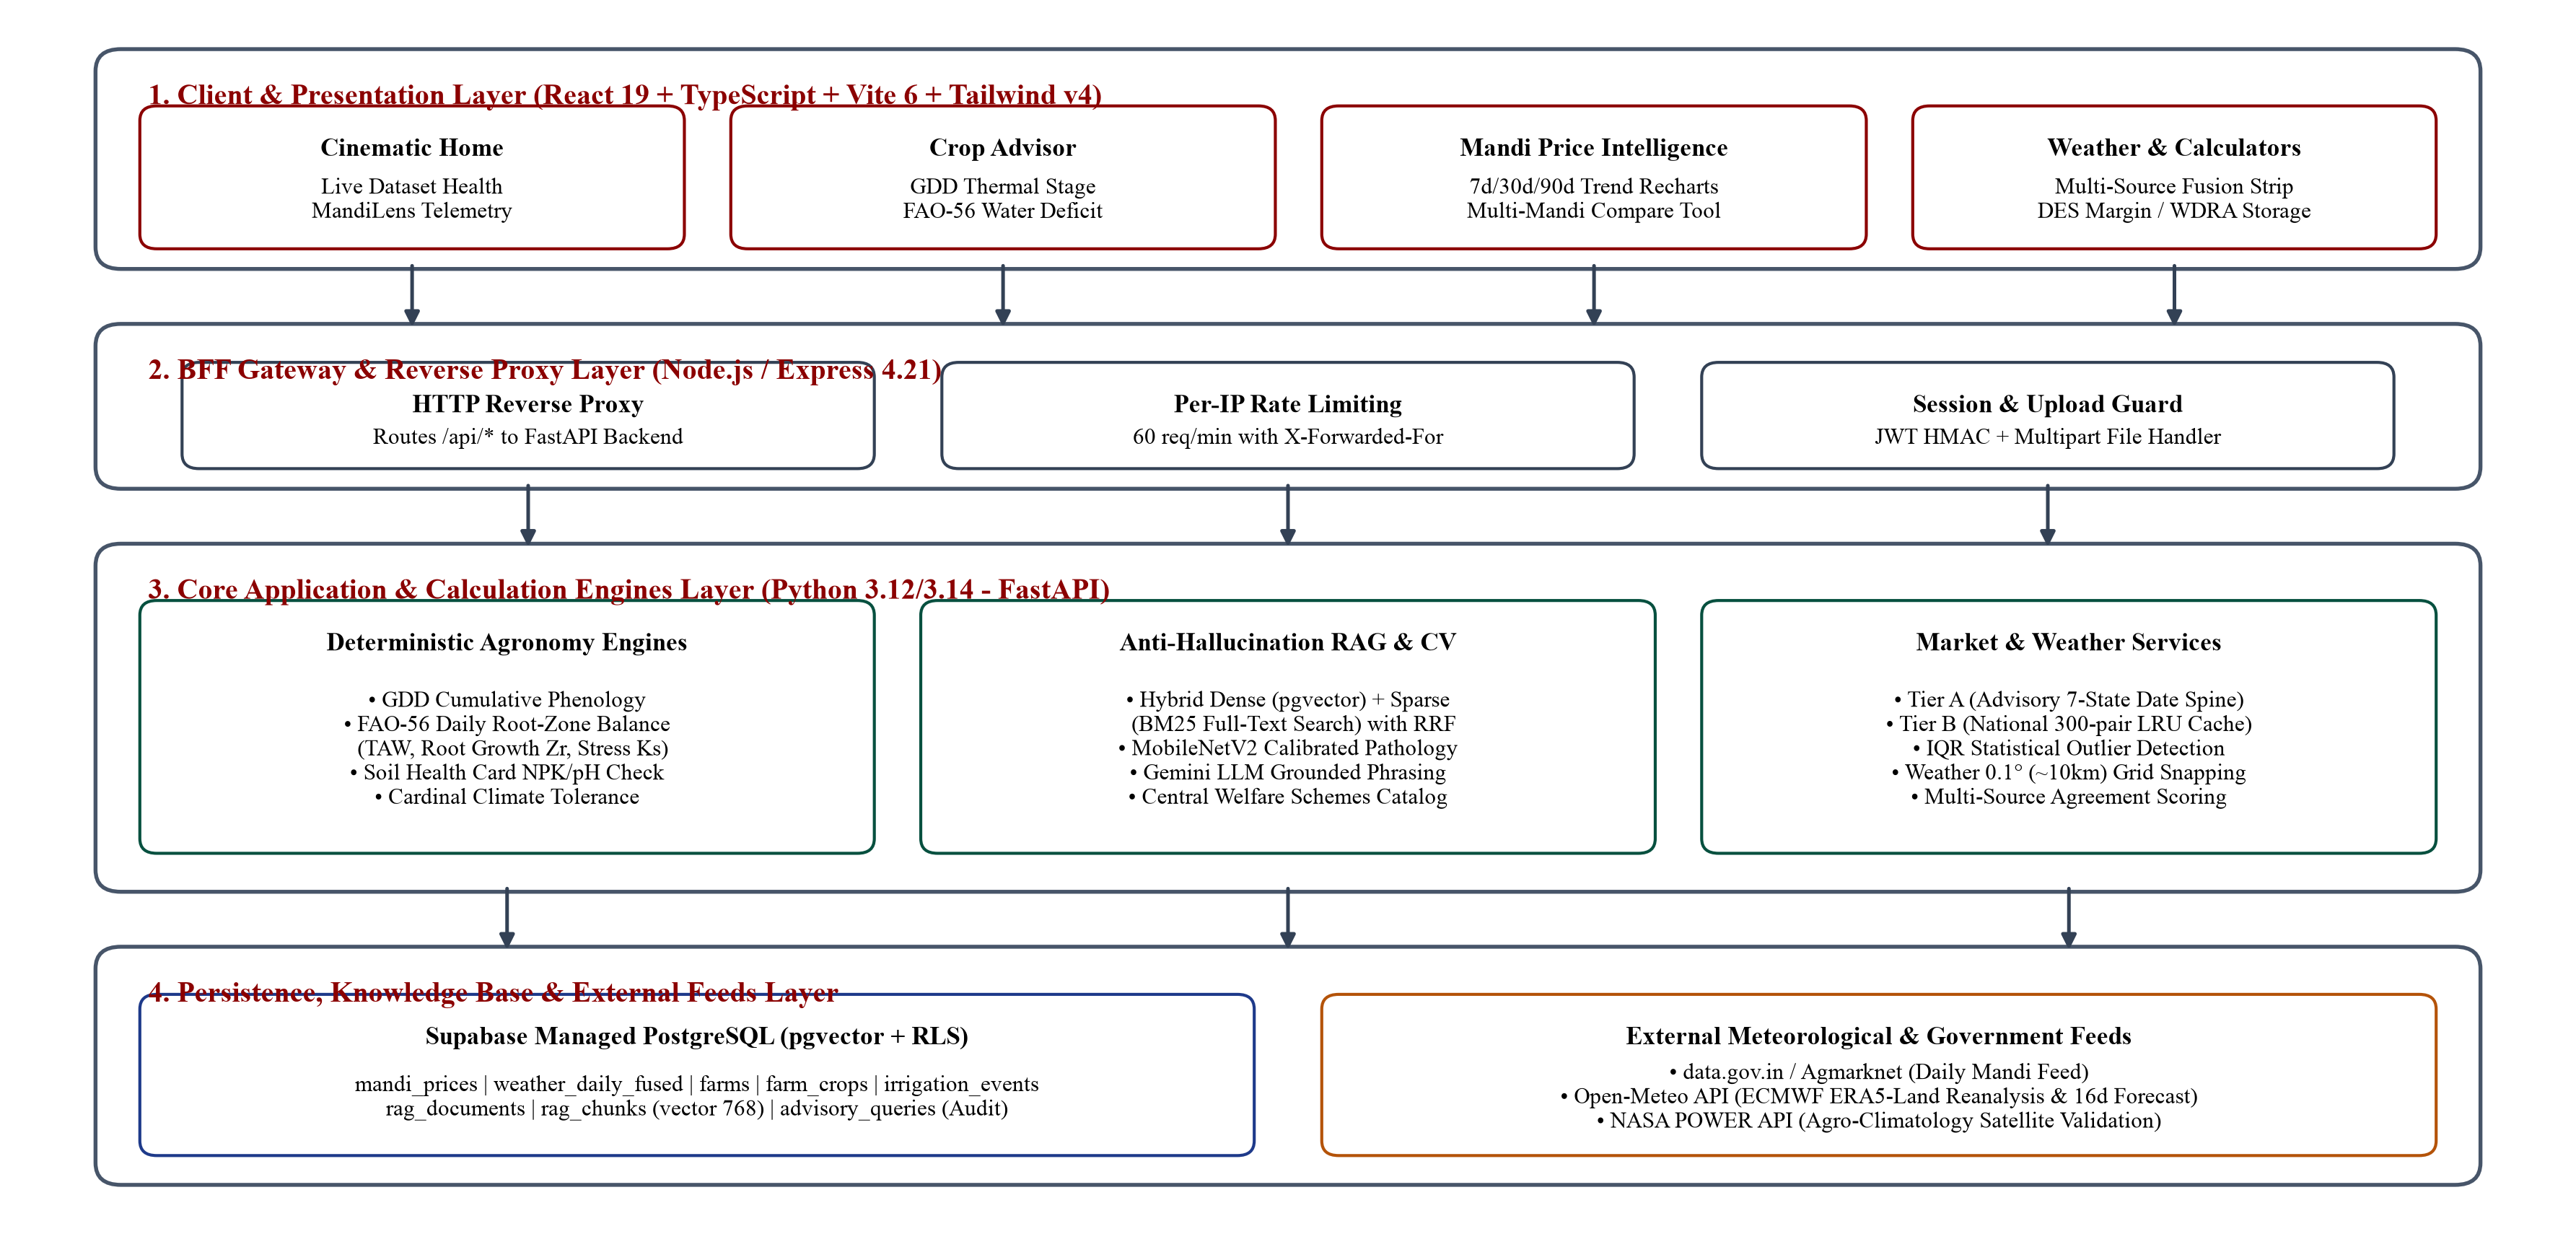 1. Client & Presentation Layer (React 19 + TypeScript + Vite 6 + Tailwind v4)
Cinematic Home
Live Dataset Health
MandiLens Telemetry
Crop Advisor
GDD Thermal Stage
FAO-56 Water Deficit
Mandi Price Intelligence
7d/30d/90d Trend Recharts
Multi-Mandi Compare Tool
Weather & Calculators
Multi-Source Fusion Strip
DES Margin / WDRA Storage
2. BFF Gateway & Reverse Proxy Layer (Node.js / Express 4.21)
HTTP Reverse Proxy
Routes /api/* to FastAPI Backend
Per-IP Rate Limiting
60 req/min with X-Forwarded-For
Session & Upload Guard
JWT HMAC + Multipart File Handler
3. Core Application & Calculation Engines Layer (Python 3.12/3.14 - FastAPI)
Deterministic Agronomy Engines
• GDD Cumulative Phenology
• FAO-56 Daily Root-Zone Balance
(TAW, Root Growth Zr, Stress Ks)
• Soil Health Card NPK/pH Check
• Cardinal Climate Tolerance
Anti-Hallucination RAG & CV
• Hybrid Dense (pgvector) + Sparse
(BM25 Full-Text Search) with RRF
• MobileNetV2 Calibrated Pathology
• Gemini LLM Grounded Phrasing
• Central Welfare Schemes Catalog
Market & Weather Services
• Tier A (Advisory 7-State Date Spine)
• Tier B (National 300-pair LRU Cache)
• IQR Statistical Outlier Detection
• Weather 0.1° (~10km) Grid Snapping
• Multi-Source Agreement Scoring
4. Persistence, Knowledge Base & External Feeds Layer
Supabase Managed PostgreSQL (pgvector + RLS)
mandi_prices | weather_daily_fused | farms | farm_crops | irrigation_events
rag_documents | rag_chunks (vector 768) | advisory_queries (Audit)
External Meteorological & Government Feeds
• data.gov.in / Agmarknet (Daily Mandi Feed)
• Open-Meteo API (ECMWF ERA5-Land Reanalysis & 16d Forecast)
• NASA POWER API (Agro-Climatology Satellite Validation)